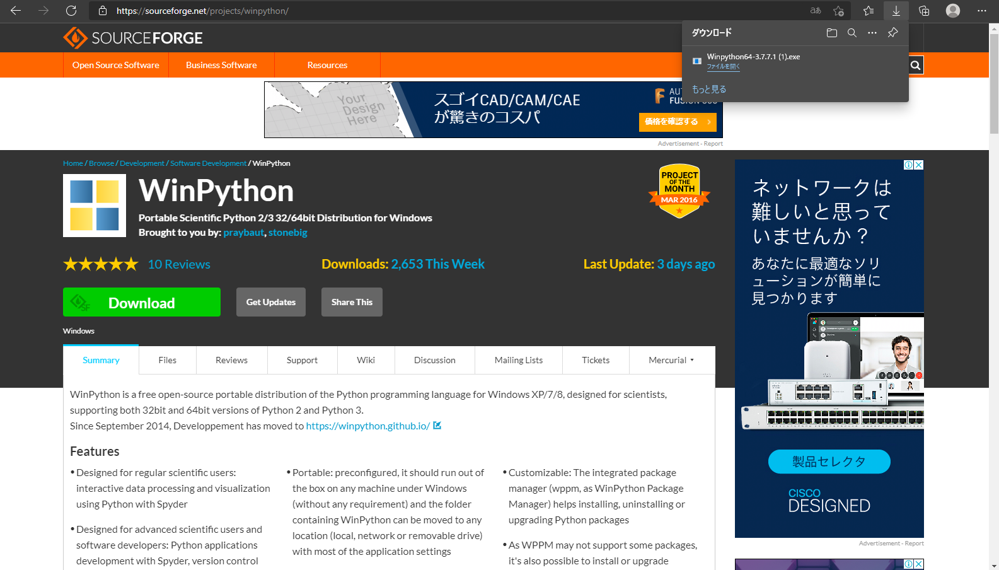 https://sourceforge.net/projects/winpython/
SOURCEFORGE
ダウンロード
Winpython64-3.7.7.1 (1).exe
ファイルを開く
もっと見る
Open Source Software
Business Software
Resources
Your
Design
Here
スゴイCAD/CAM/CAE
が驚きのコスパ
価格を確認する
Advertisement - Report
Home / Browse / Development / Software Development / WinPython
WinPython
Portable Scientific Python 2/3 32/64bit Distribution for Windows
Brought to you by: praybaut, stonebig
PROJECT
OF THE
MONTH
MAR 2016
10 Reviews
Downloads: 2,653 This Week
Last Update: 3 days ago
Download
Get Updates
Share This
Windows
Summary
Files
Reviews
Support
Wiki
Discussion
Mailing Lists
Tickets
Mercurial
WinPython is a free open-source portable distribution of the Python programming language for Windows XP/7/8, designed for scientists,
supporting both 32bit and 64bit versions of Python 2 and Python 3.
Since September 2014, Developpement has moved to https://winpython.github.io/
Features
• Designed for regular scientific users:
interactive data processing and visualization
using Python with Spyder
• Designed for advanced scientific users and
software developers: Python applications
development with Spyder, version control
• Portable: preconfigured, it should run out of
the box on any machine under Windows
(without any requirement) and the folder
containing WinPython can be moved to any
location (local, network or removable drive)
with most of the application settings
• Customizable: The integrated package
manager (wppm, as WinPython Package
Manager) helps installing, uninstalling or
upgrading Python packages
• As WPPM may not support some packages,
it's also possible to install or upgrade
ネットワークは
難しいと思って
いませんか？
あなたに最適なソリ
ューションが簡単に
見つかります
製品セレクタ
CISCO
DESIGNED
Advertisement - Report